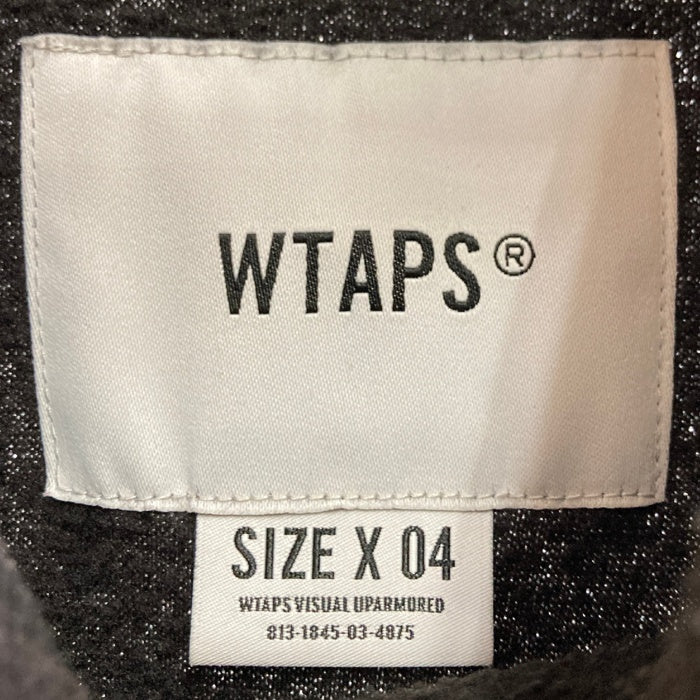 WTAPS®
SIZE X 04
WTAPS VISUAL UPARMORED
813-1845-03-4875